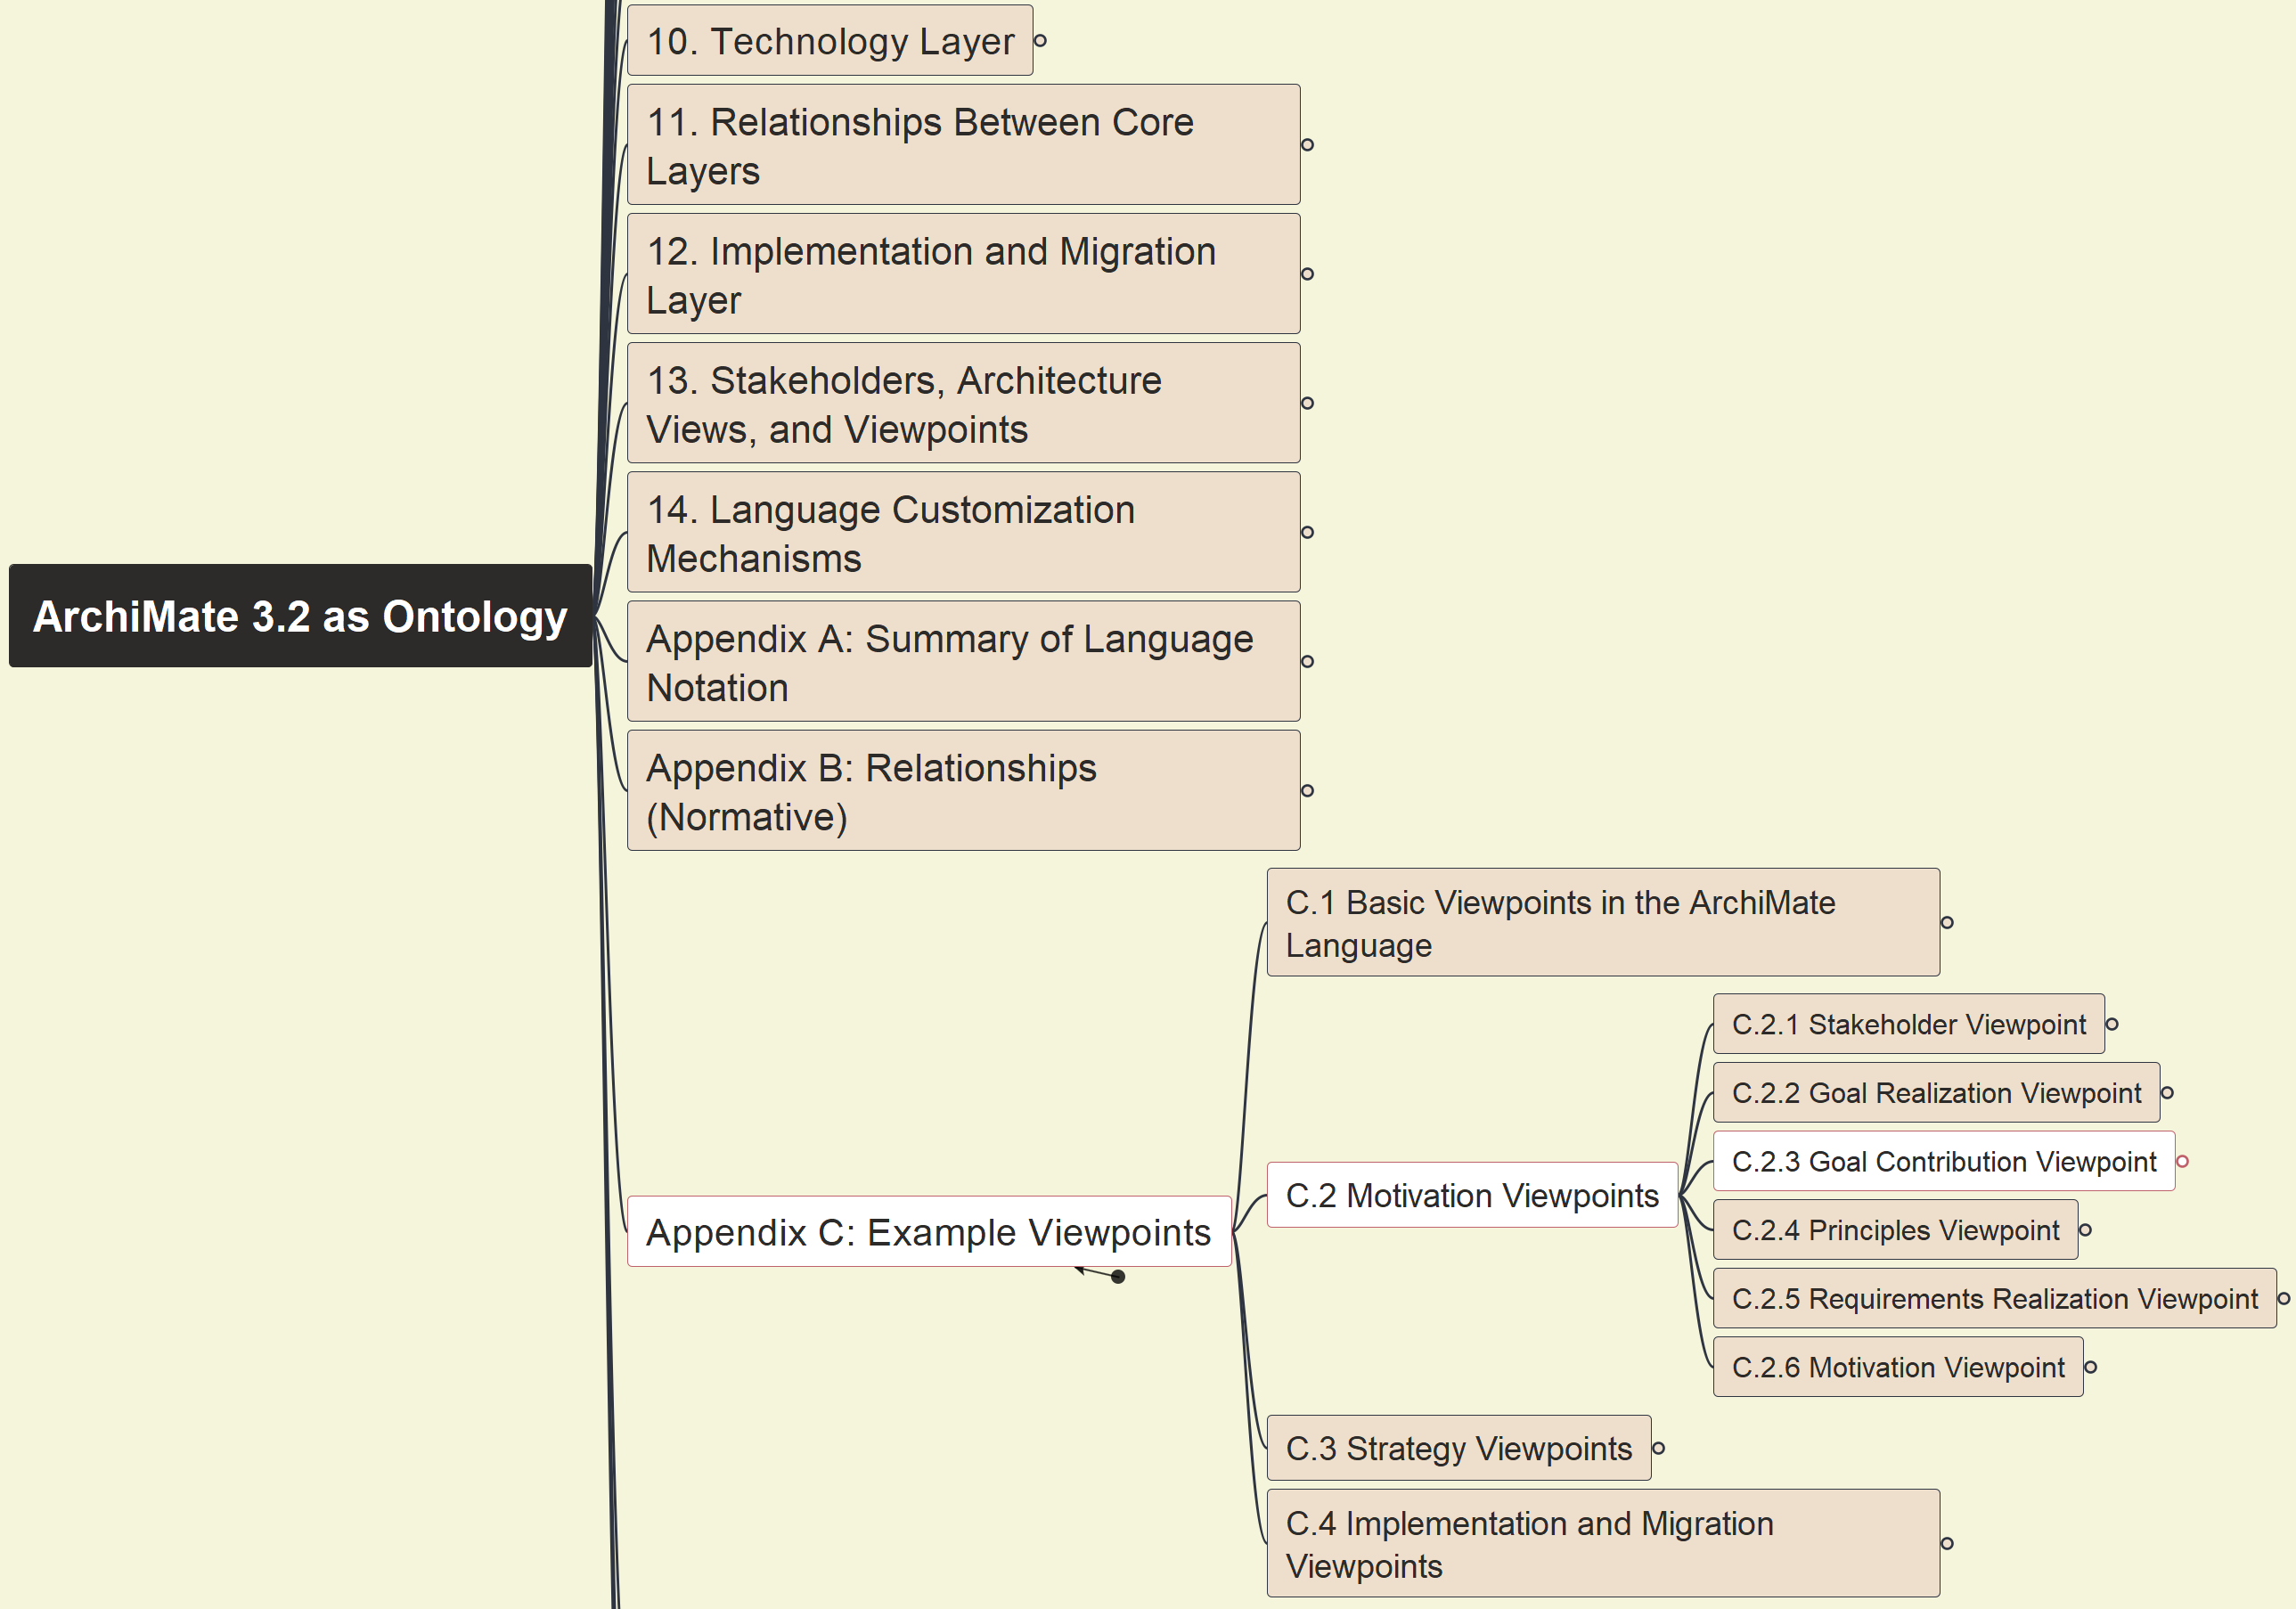 10. Technology Layer
11. Relationships Between Core
Layers
12. Implementation and Migration
Layer
13. Stakeholders, Architecture
Views, and Viewpoints
14. Language Customization
Mechanisms
ArchiMate 3.2 as Ontology
Appendix A: Summary of Language
Notation
Appendix B: Relationships
(Normative)
Appendix C: Example Viewpoints
C.1 Basic Viewpoints in the ArchiMate
Language
C.2 Motivation Viewpoints
C.2.1 Stakeholder Viewpoint
C.2.2 Goal Realization Viewpoint
C.2.3 Goal Contribution Viewpoint
C.2.4 Principles Viewpoint
C.2.5 Requirements Realization Viewpoint
C.2.6 Motivation Viewpoint
C.3 Strategy Viewpoints
C.4 Implementation and Migration
Viewpoints